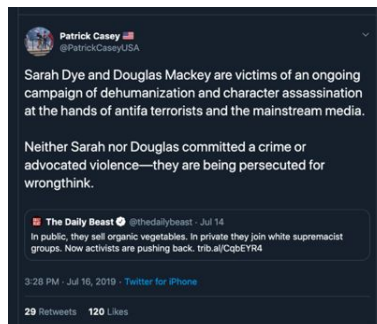 Patrick Casey 🇺🇸
@PatrickCaseyUSA
Sarah Dye and Douglas Mackey are victims of an ongoing
campaign of dehumanization and character assassination
at the hands of antifa terrorists and the mainstream media.
Neither Sarah nor Douglas committed a crime or
advocated violence—they are being persecuted for
wrongthink.
The Daily Beast @thedailybeast · Jul 14
In public, they sell organic vegetables. In private they join white supremacist
groups. Now activists are pushing back. trib.al/CqbEYR4
3:28 PM · Jul 16, 2019 · Twitter for iPhone
29 Retweets 120 Likes